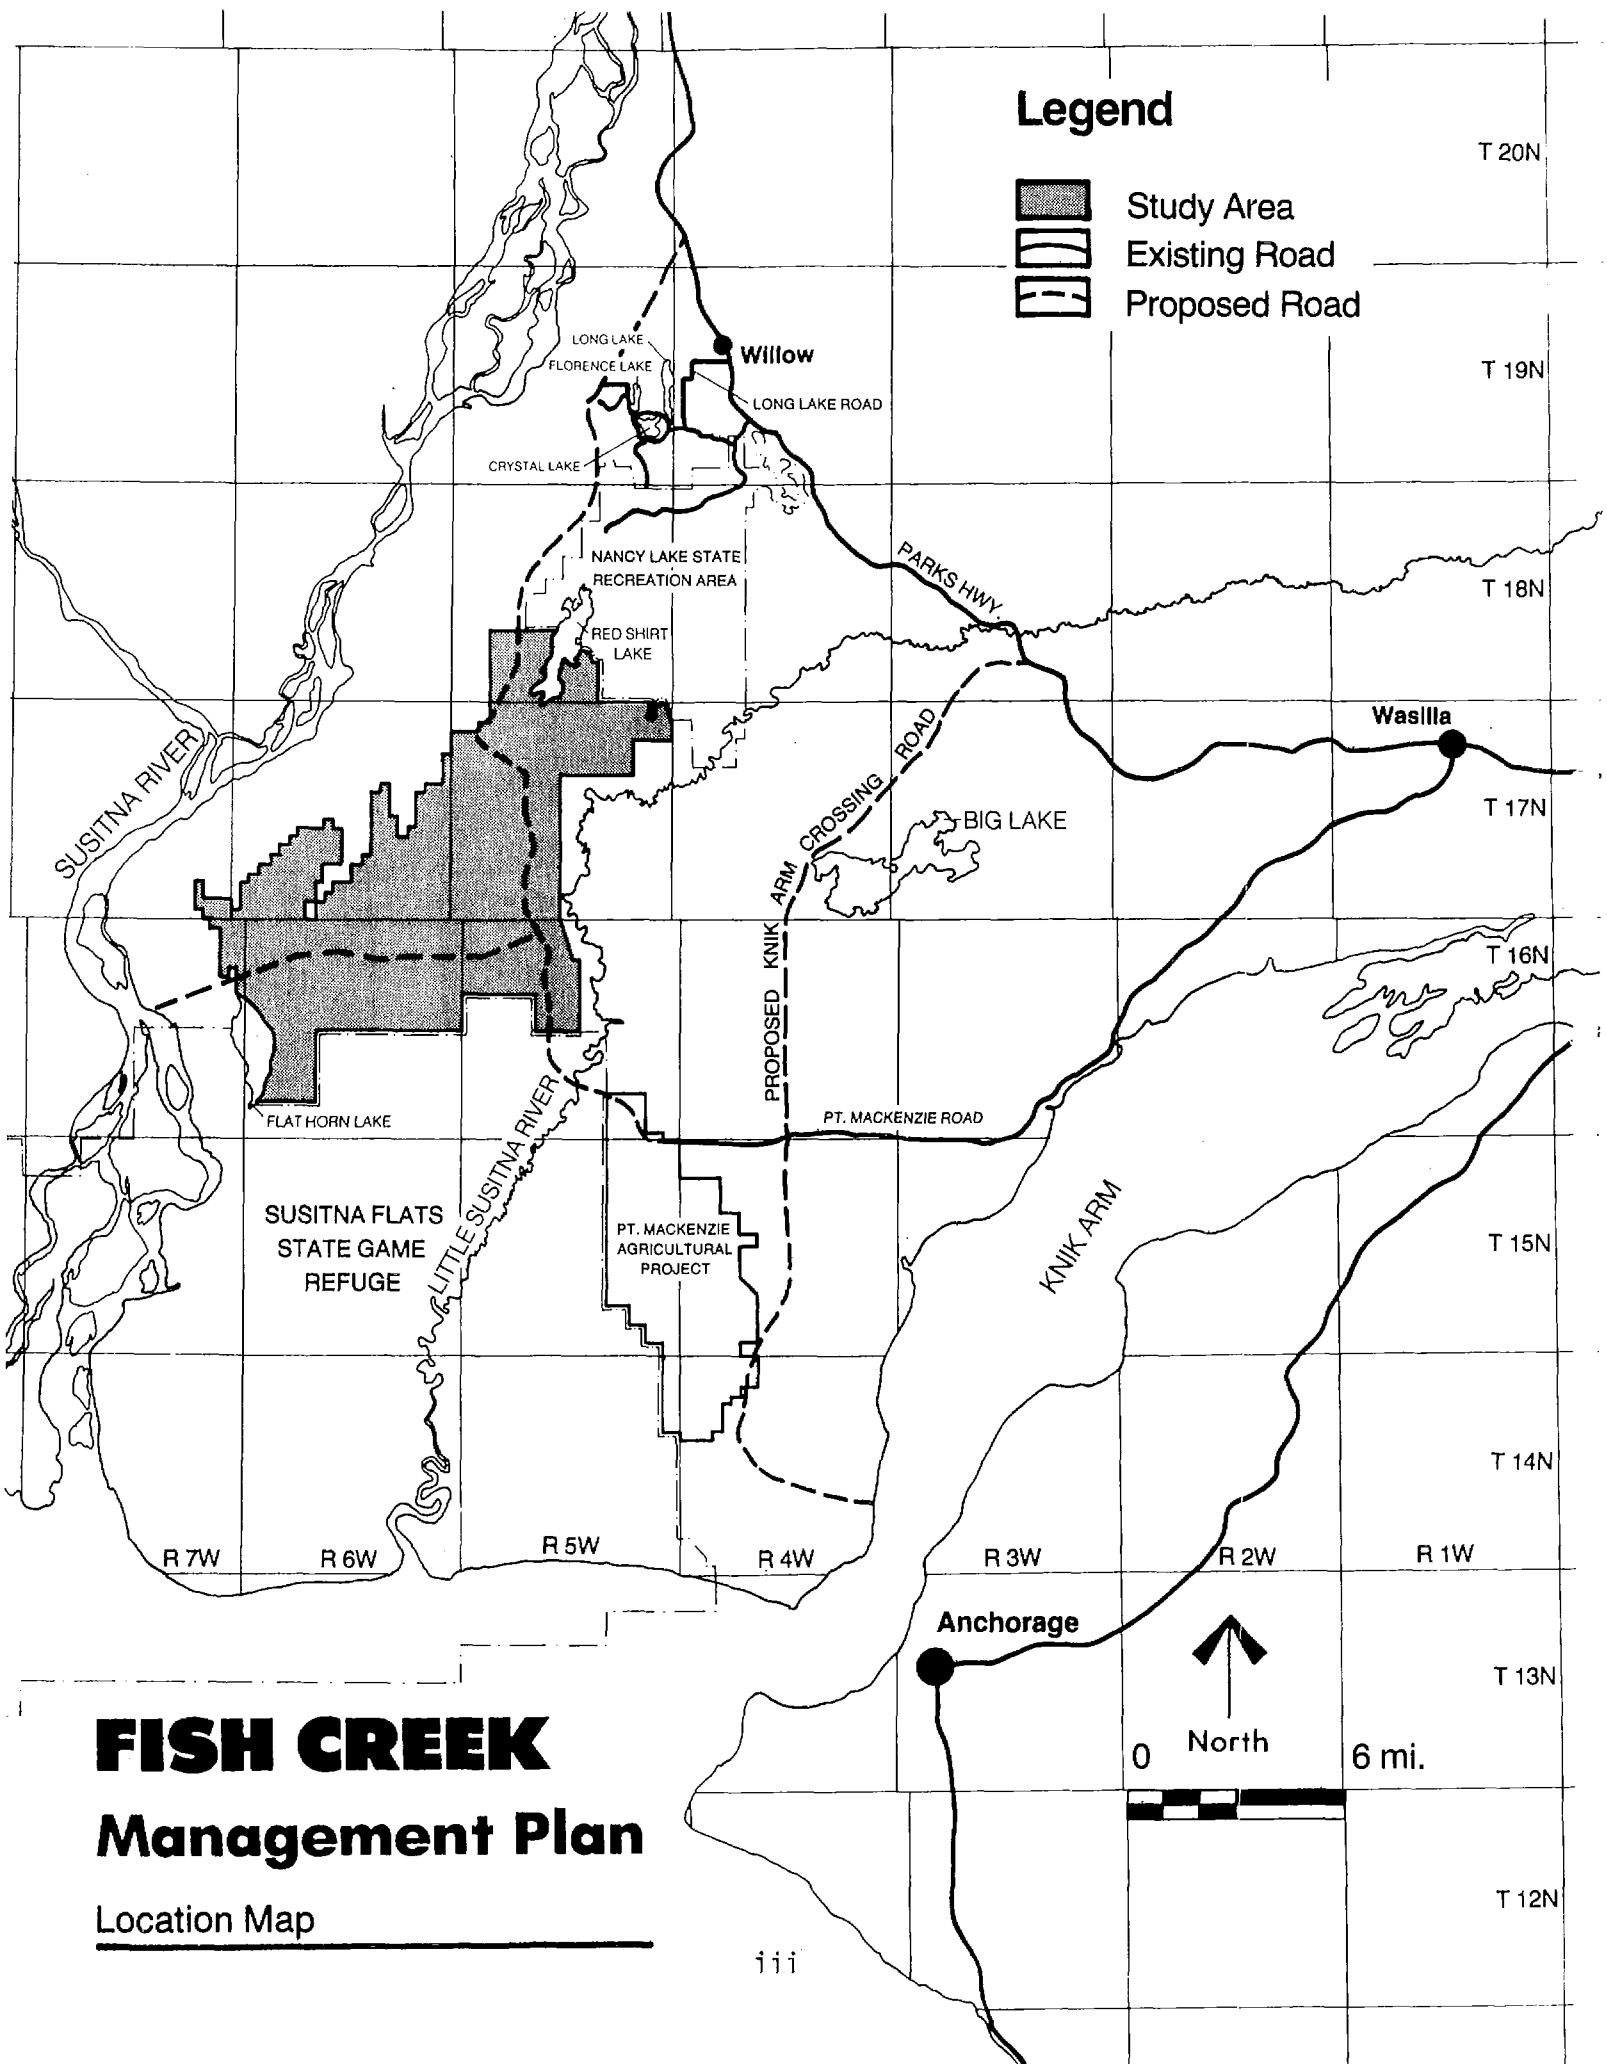 Legend
T 20N
Study Area
Existing Road
Proposed Road
LONG LAKE
Willow
FLORENCE LAKE
T 19N
LONG LAKE ROAD
CRYSTAL LAKE
PARKS HWY.
NANCY LAKE STATE
RECREATION AREA
T 18N
RED SHIRT
LAKE
Wasilla
SUSITNA RIVER
PROPOSED KNIK ARM CROSSING ROAD
BIG LAKE
T 17N
T 16N
FLAT HORN LAKE
LITTLE SUSITNA RIVER
PT. MACKENZIE ROAD
SUSITNA FLATS
STATE GAME
REFUGE
PT. MACKENZIE
AGRICULTURAL
PROJECT
KNIK ARM
T 15N
T 14N
R 7W
R 6W
R 5W
R 4W
R 3W
R 2W
R 1W
Anchorage
T 13N
North
0
6 mi.
FISH CREEK
Management Plan
Location Map
T 12N
iii